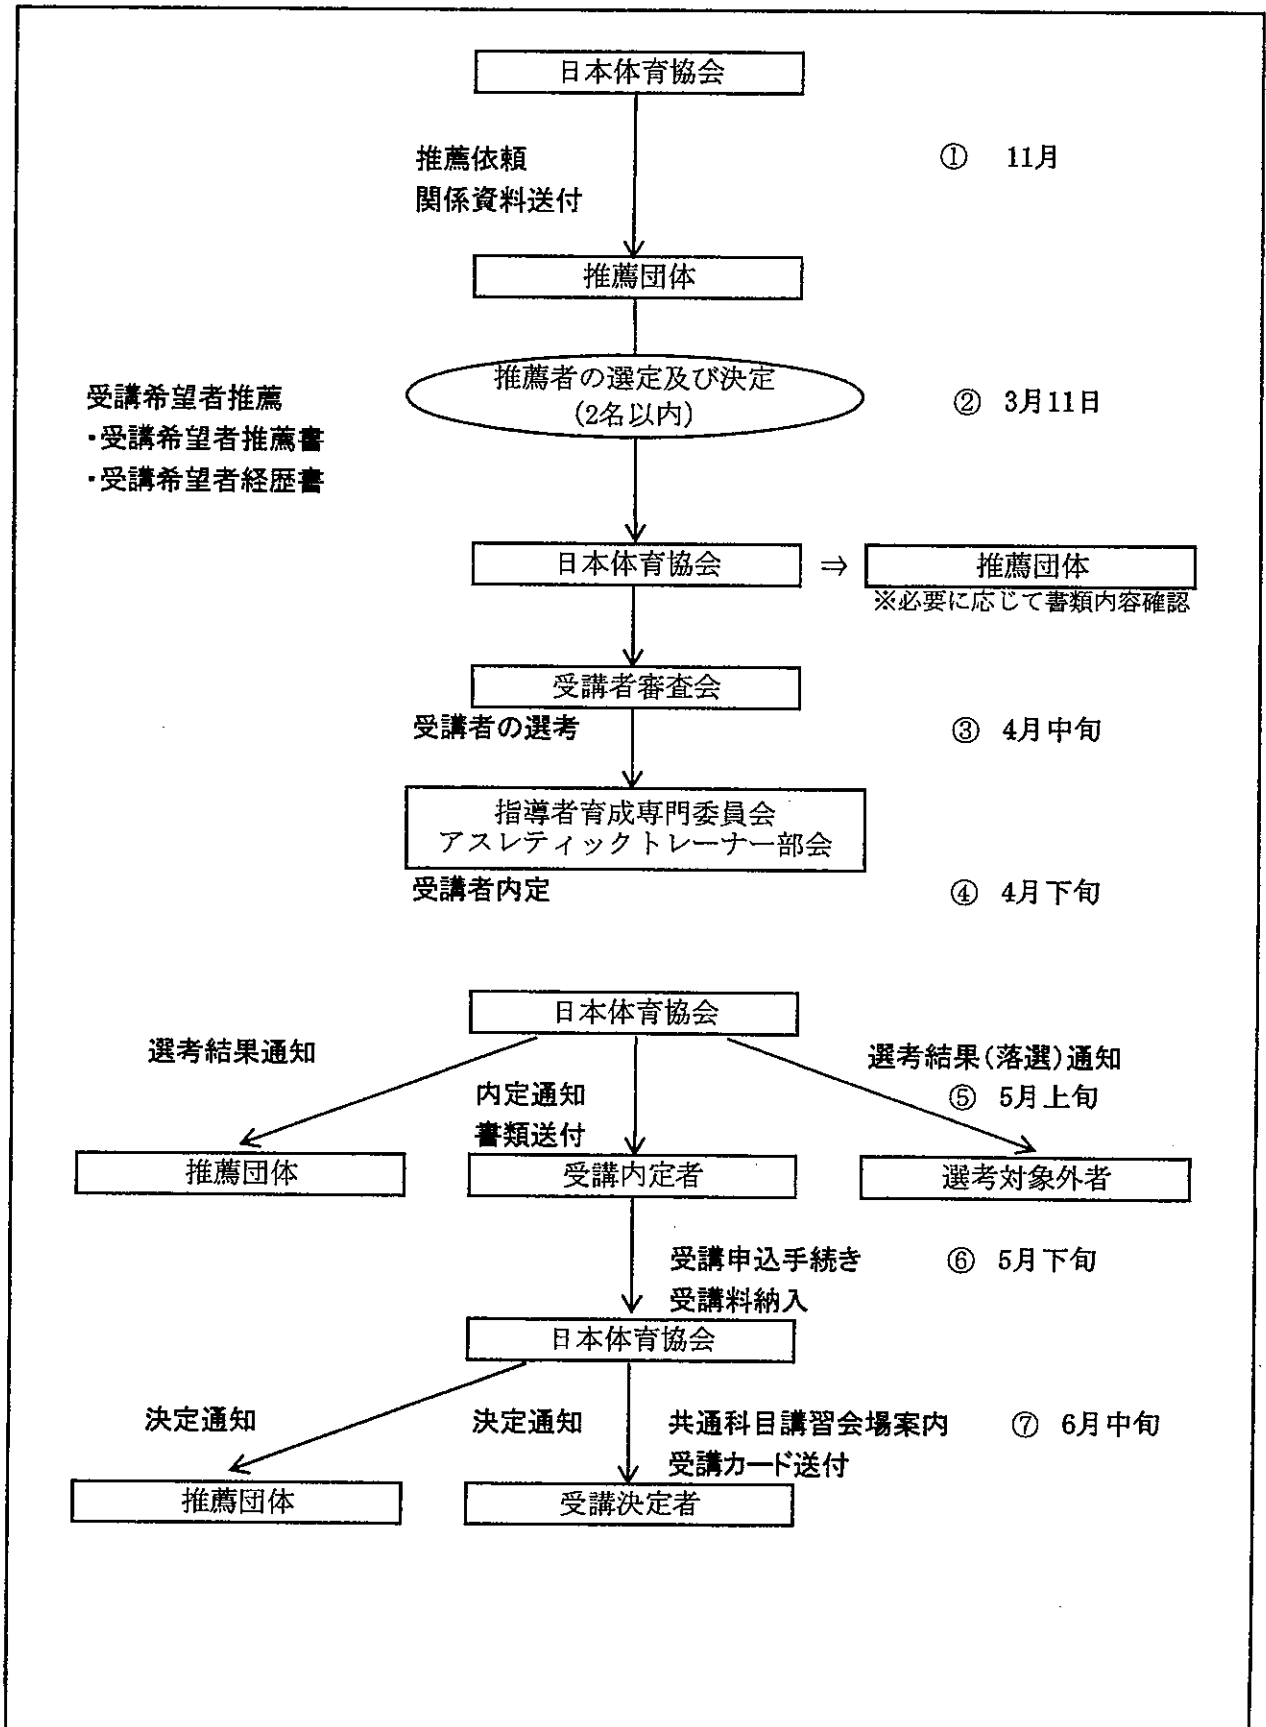 日本体育協会
推薦依頼
① 11月
関係資料送付
推薦団体
推薦者の選定及び決定
(2名以内)
② 3月11日
受講希望者推薦
・受講希望者推薦書
・受講希望者経歴書
日本体育協会
⇒
推薦団体
※必要に応じて書類内容確認
受講者審査会
受講者の選考
③ 4月中旬
指導者育成専門委員会
アスレティックトレーナー部会
受講者内定
④ 4月下旬
日本体育協会
選考結果通知
内定通知
書類送付
選考結果(落選)通知
⑤ 5月上旬
推薦団体
受講内定者
選考対象外者
受講申込手続き
⑥ 5月下旬
受講料納入
日本体育協会
決定通知
決定通知
共通科目講習会場案内
⑦ 6月中旬
受講カード送付
推薦団体
受講決定者